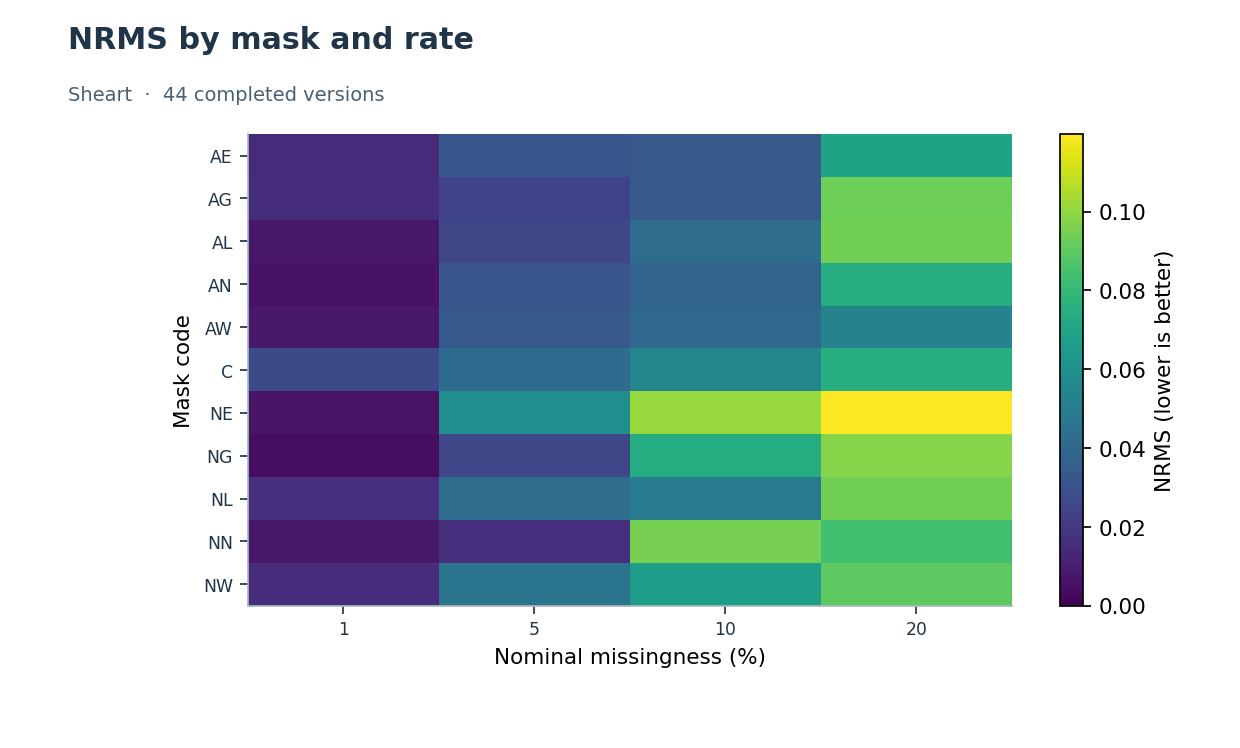 NRMS by mask and rate
Sheart · 44 completed versions
Mask code
AE
AG
AL
AN
AW
C
NE
NG
NL
NN
NW
1 5 10 20
Nominal missingness (%)
0.10
0.08
0.06
0.04
0.02
0.00
NRMS (lower is better)